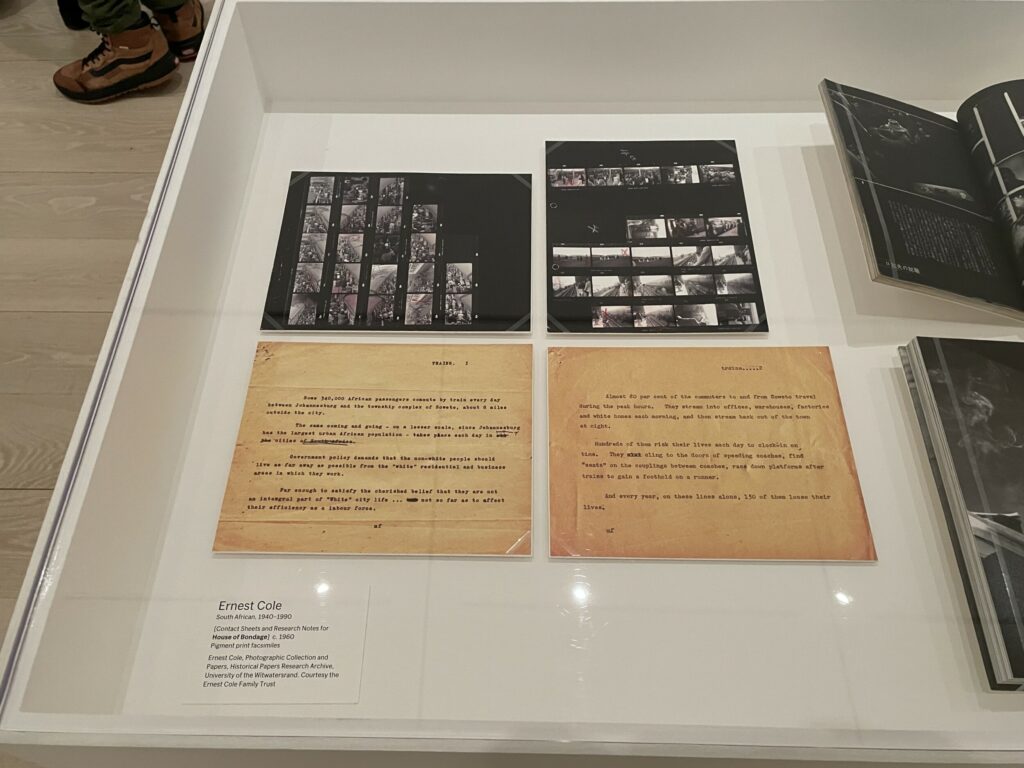 TRAINS. I
Some 340,000 African passengers commute by train every day
between Johannesburg and the township complex of Soweto, about 8 miles
outside the city.
The same coming and going - on a lesser scale, since Johannesburg
has the largest urban African population - takes place each day in
cities of South Africa.
Government policy demands that the non-white people should
live as far away as possible from the "white" residential and business
areas in which they work.
Far enough to satisfy the cherished belief that they are not
an intergral part of "White" city life ... not so far as to affect
their efficiency as a labour force.
mf
trains.....2
Almost 80 per cent of the commuters to and from Soweto travel
during the peak hours. They stream into offices, warehouses, factories
and white homes each morning, and then stream back out of the town
at night.
Hundreds of them risk their lives each day to clock-in on
time. They cling to the doors of speeding coaches, find
"seats" on the couplings between coaches, race down platforms after
trains to gain a foothold on a runner.
And every year, on these lines alone, 150 of them loose their
lives.
mf
Ernest Cole
South African, 1940–1990
[Contact Sheets and Research Notes for
House of Bondage] c. 1960
Pigment print facsimiles
Ernest Cole, Photographic Collection and
Papers, Historical Papers Research Archive,
University of the Witwatersrand. Courtesy the
Ernest Cole Family Trust